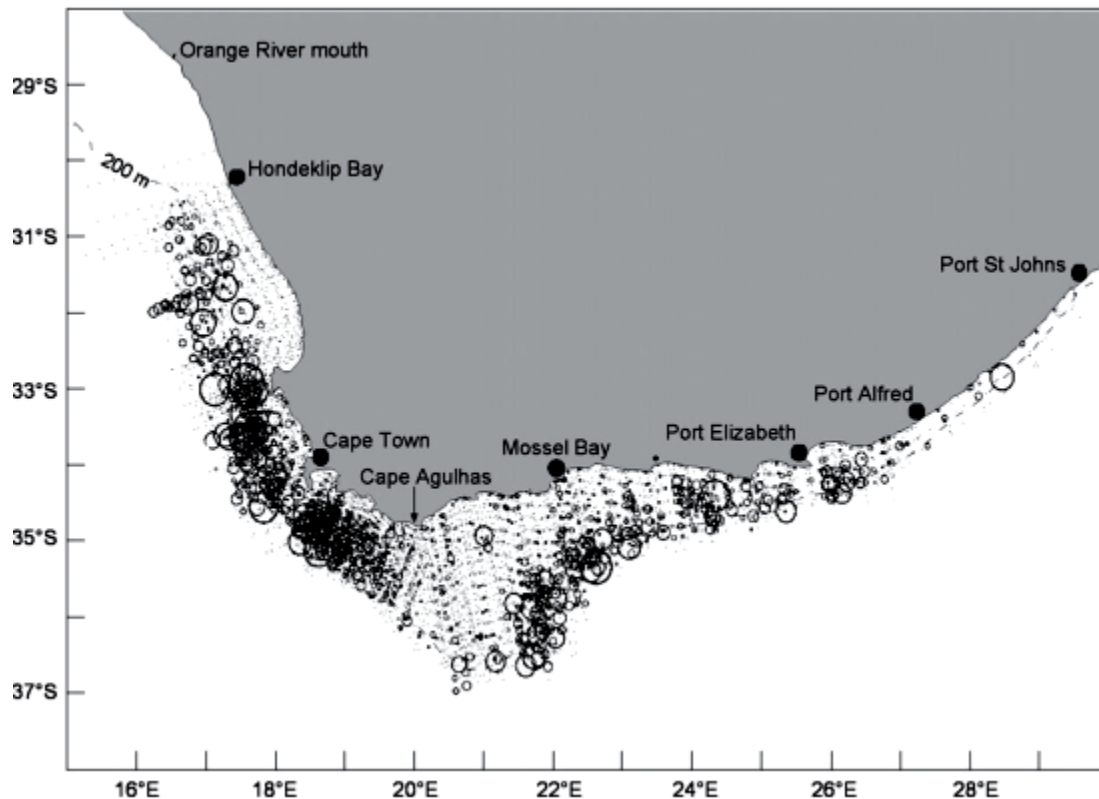 Orange River mouth
29°S
200 m
Hondeklip Bay
31°S
Port St Johns
33°S
Port Alfred
Cape Town
Mossel Bay
Port Elizabeth
Cape Agulhas
35°S
37°S
16°E 18°E 20°E 22°E 24°E 26°E 28°E